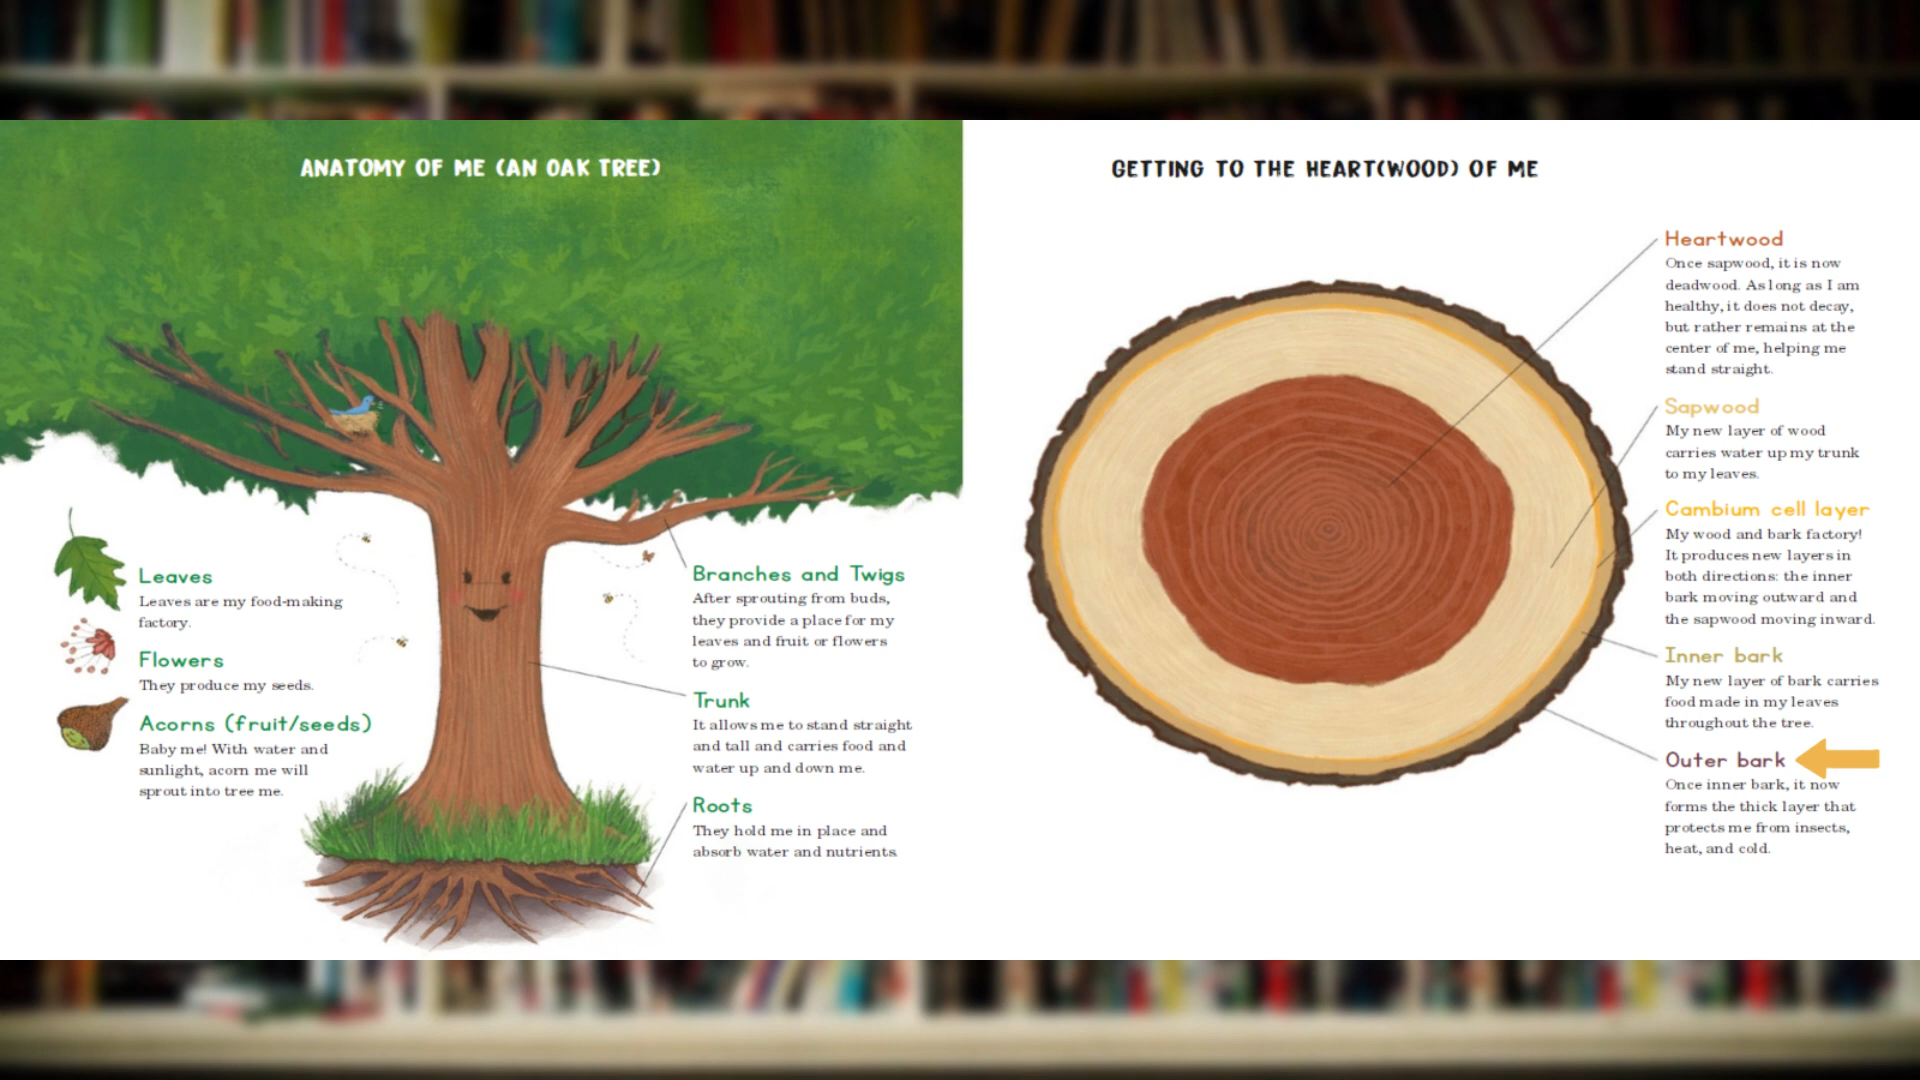 ANATOMY OF ME (AN OAK TREE)
Leaves
Leaves are my food-making
factory.
Flowers
They produce my seeds.
Acorns (fruit/seeds)
Baby me! With water and
sunlight, acorn me will
sprout into tree me.
Branches and Twigs
After sprouting from buds,
they provide a place for my
leaves and fruit or flowers
to grow.
Trunk
It allows me to stand straight
and tall and carries food and
water up and down me.
Roots
They hold me in place and
absorb water and nutrients.
GETTING TO THE HEART(WOOD) OF ME
Heartwood
Once sapwood, it is now
deadwood. As long as I am
healthy, it does not decay,
but rather remains at the
center of me, helping me
stand straight.
Sapwood
My new layer of wood
carries water up my trunk
to my leaves.
Cambium cell layer
My wood and bark factory!
It produces new layers in
both directions: the inner
bark moving outward and
the sapwood moving inward.
Inner bark
My new layer of bark carries
food made in my leaves
throughout the tree.
Outer bark
Once inner bark, it now
forms the thick layer that
protects me from insects,
heat, and cold.